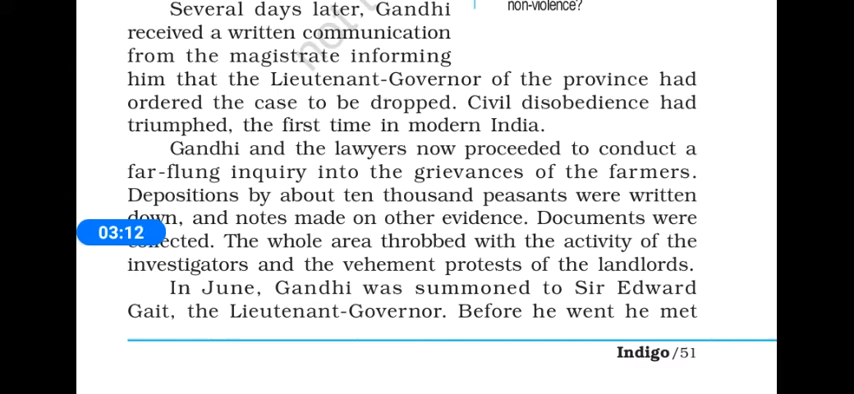 non-violence?
Several days later, Gandhi
received a written communication
from the magistrate informing
him that the Lieutenant-Governor of the province had
ordered the case to be dropped. Civil disobedience had
triumphed, the first time in modern India.
Gandhi and the lawyers now proceeded to conduct a
far-flung inquiry into the grievances of the farmers.
Depositions by about ten thousand peasants were written
down, and notes made on other evidence. Documents were
03:12
The whole area throbbed with the activity of the
investigators and the vehement protests of the landlords.
In June, Gandhi was summoned to Sir Edward
Gait, the Lieutenant-Governor. Before he went he met
Indigo/51